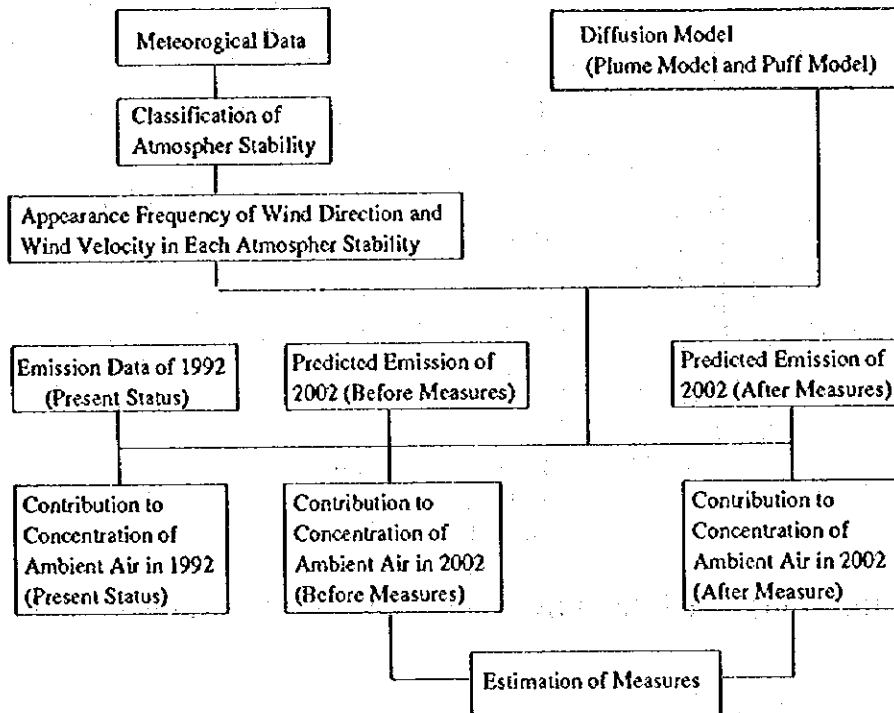 Meteorogical Data
Diffusion Model
(Plume Model and Puff Model)
Classification of
Atmospher Stability
Appearance Frequency of Wind Direction and
Wind Velocity in Each Atmospher Stability
Emission Data of 1992
(Present Status)
Predicted Emission of
2002 (Before Measures)
Predicted Emission of
2002 (After Measures)
Contribution to
Concentration of
Ambient Air in 1992
(Present Status)
Contribution to
Concentration of
Ambient Air in 2002
(Before Measures)
Contribution to
Concentration of
Ambient Air in 2002
(After Measure)
Estimation of Measures